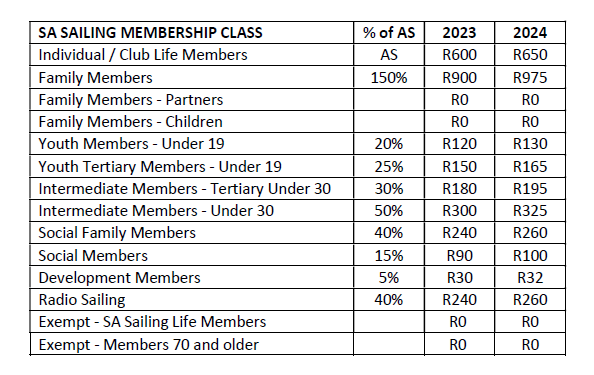 SA SAILING MEMBERSHIP CLASS % of AS 2023 2024
Individual / Club Life Members AS R600 R650
Family Members 150% R900 R975
Family Members - Partners R0 R0
Family Members - Children R0 R0
Youth Members - Under 19 20% R120 R130
Youth Tertiary Members - Under 19 25% R150 R165
Intermediate Members - Tertiary Under 30 30% R180 R195
Intermediate Members - Under 30 50% R300 R325
Social Family Members 40% R240 R260
Social Members 15% R90 R100
Development Members 5% R30 R32
Radio Sailing 40% R240 R260
Exempt - SA Sailing Life Members R0 R0
Exempt - Members 70 and older R0 R0